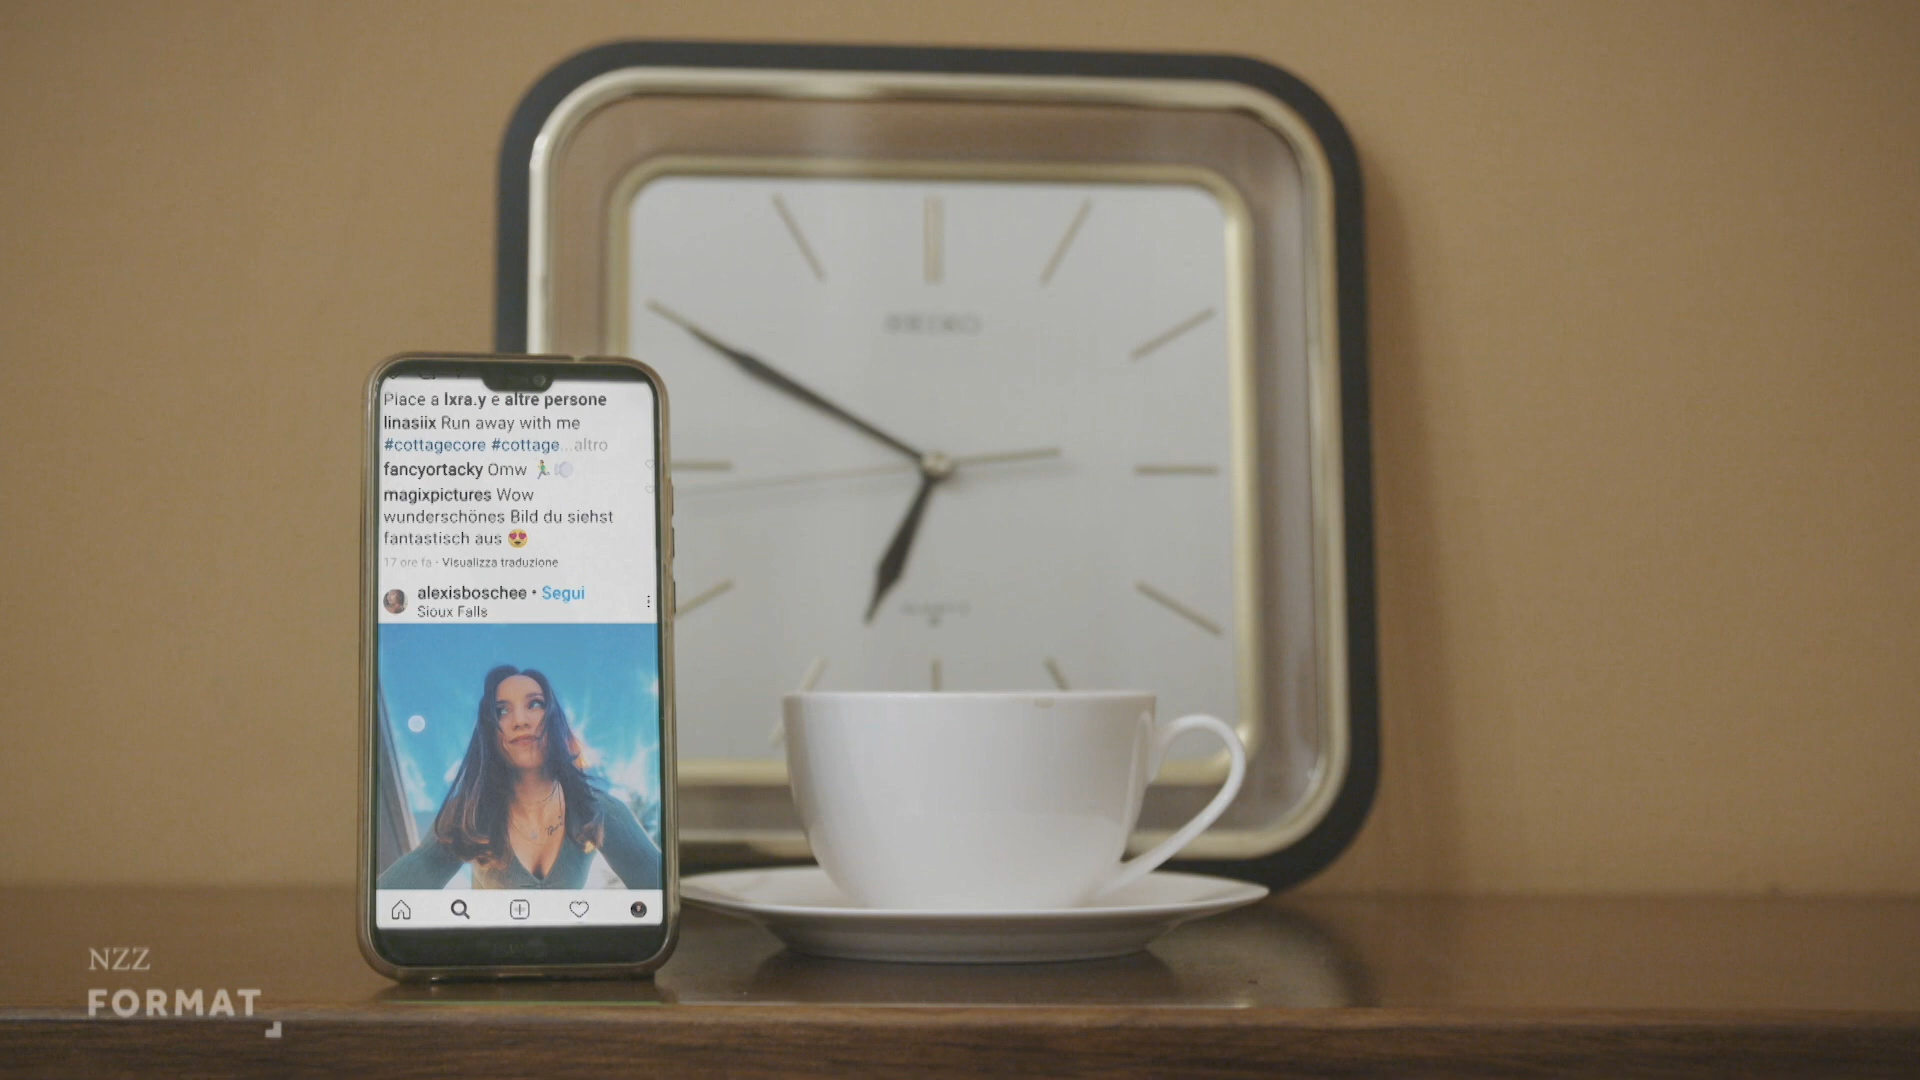 SEIKO
Piace a lxra.y e altre persone
linasiix Run away with me
#cottagecore #cottage...altro
fancyortacky Omw
magixpictures Wow
wunderschönes Bild du siehst
fantastisch aus
17 ore fa • Visualizza traduzione
alexisboschee • Segui
Sioux Falls
NZZ
FORMAT